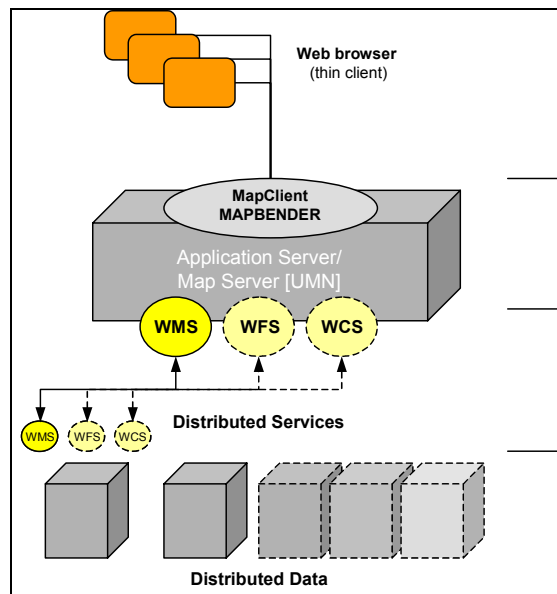 Web browser
(thin client)
MapClient
MAPBENDER
Application Server/
Map Server [UMN]
WMS
WFS
WCS
WMS
WFS
WCS
Distributed Services
Distributed Data